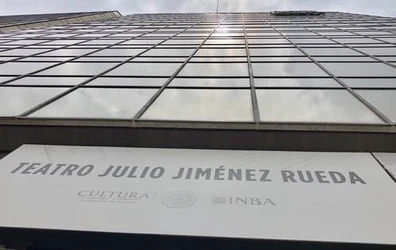 TEATRO JULIO JIMÉNEZ RUEDA
CULTURA INBA